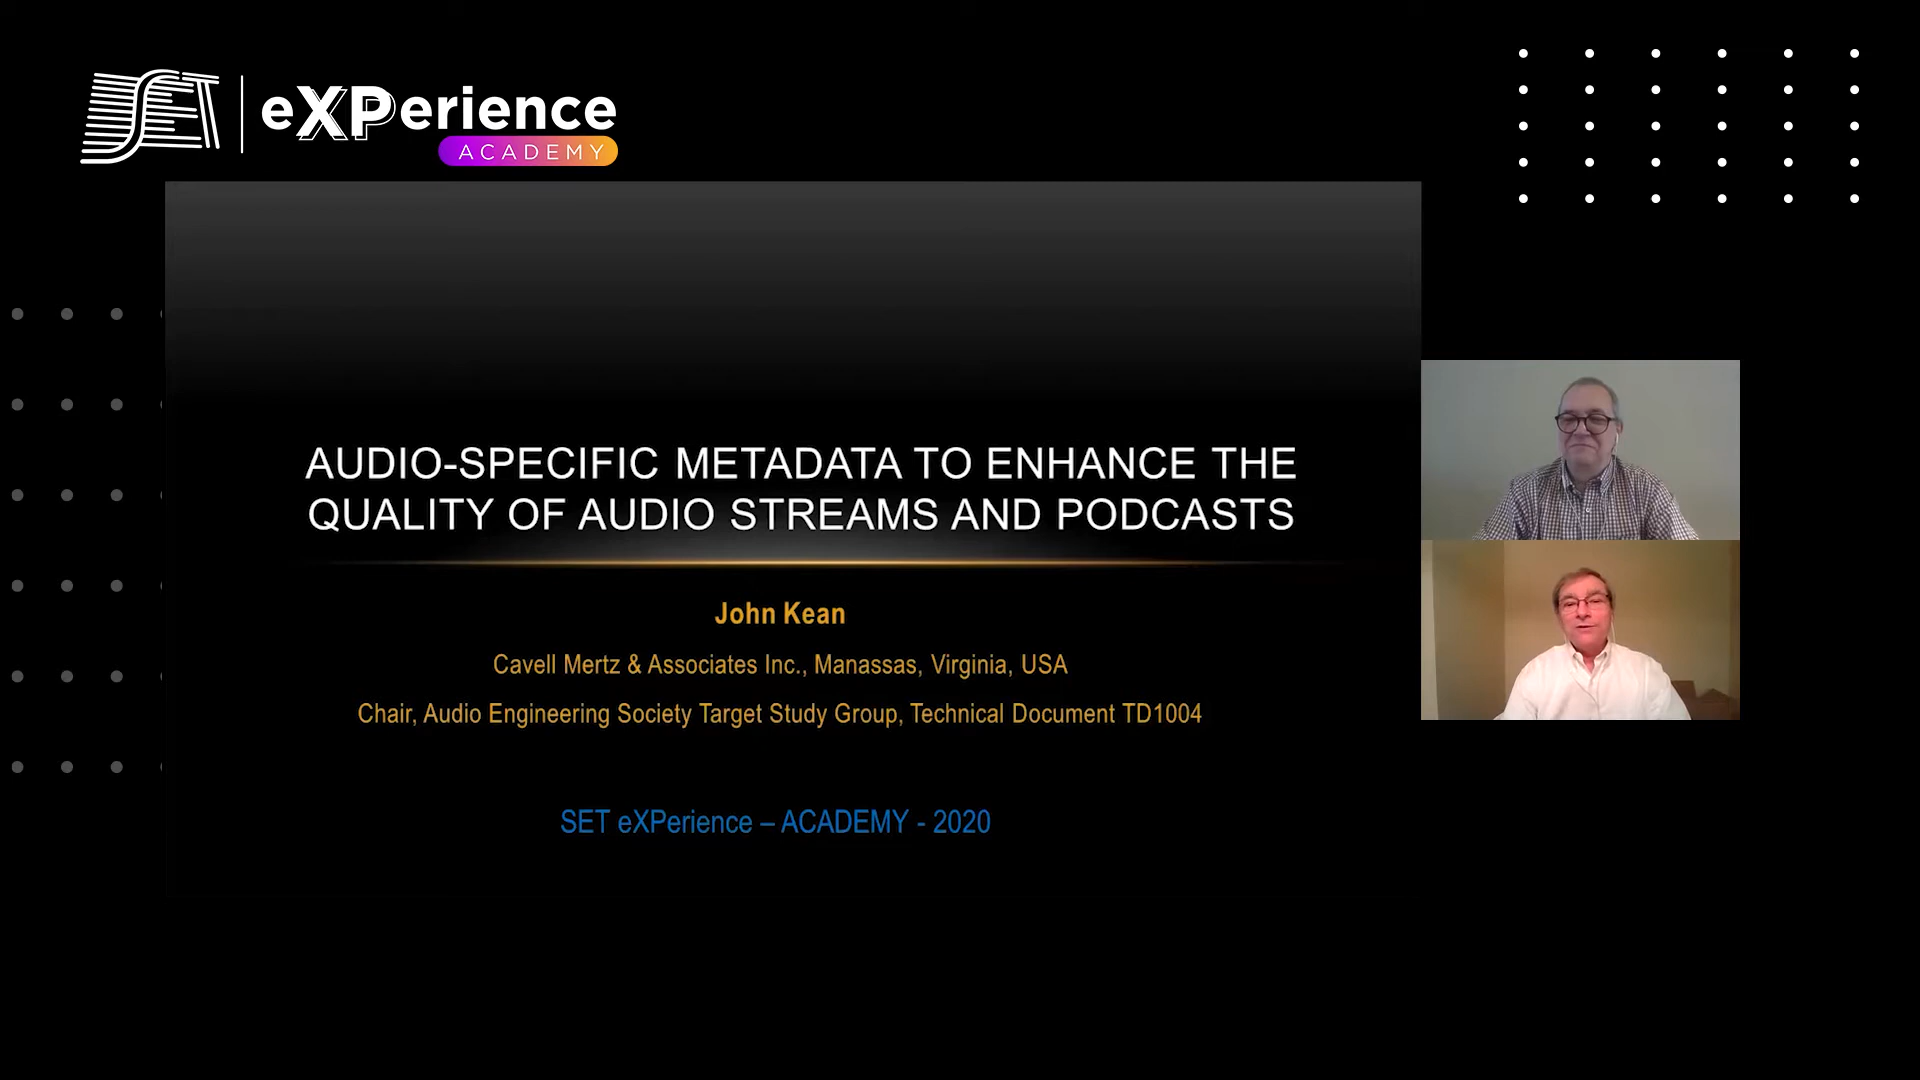 SET eXPerience
ACADEMY
AUDIO-SPECIFIC METADATA TO ENHANCE THE
QUALITY OF AUDIO STREAMS AND PODCASTS
John Kean
Cavell Mertz & Associates Inc., Manassas, Virginia, USA
Chair, Audio Engineering Society Target Study Group, Technical Document TD1004
SET eXPerience – ACADEMY - 2020